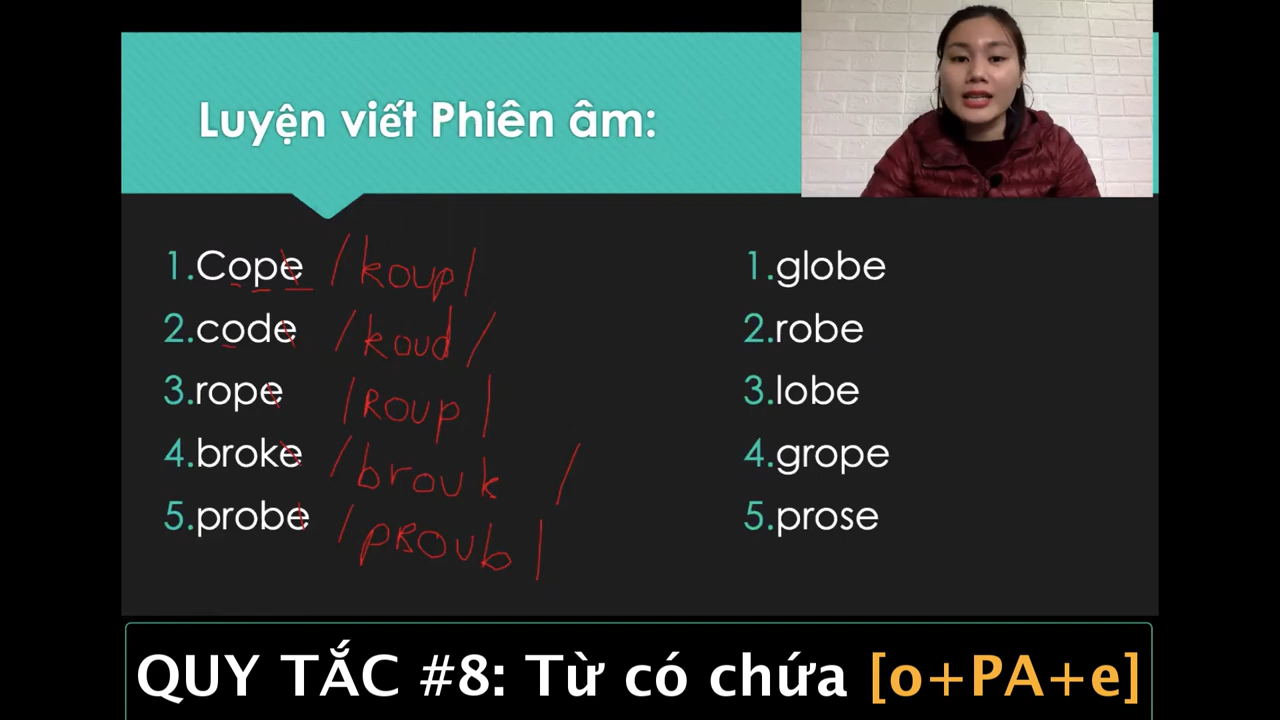 Luyện viết Phiên âm:
1.Cope /koup/
2.code /koud/
3.rope /Roup/
4.broke /brouk/
5.probe /pRoub/
1.globe
2.robe
3.lobe
4.grope
5.prose
QUY TẮC #8: Từ có chứa [o+PA+e]